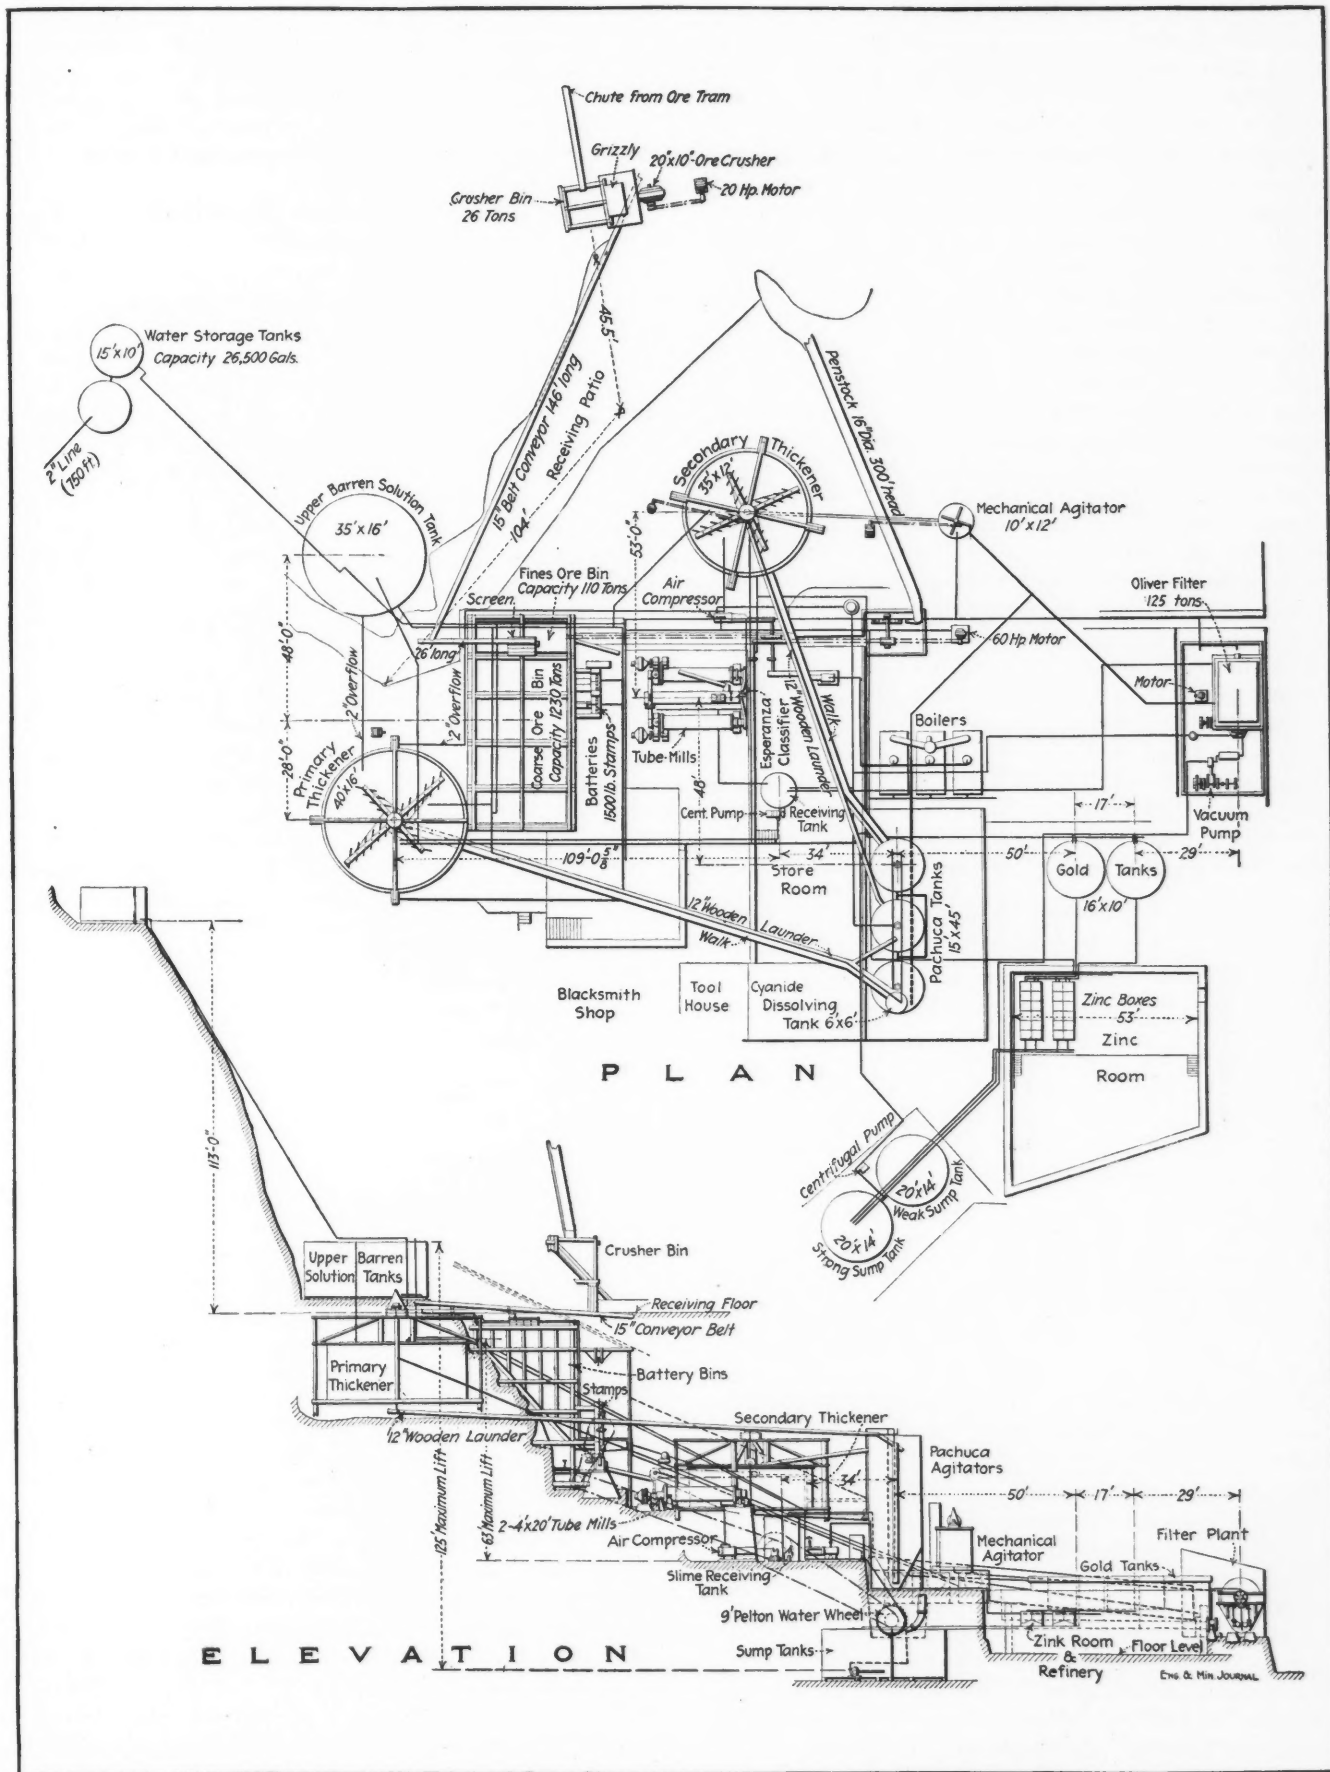 Chute from Ore Tram
Grizzly
20"x10"-Ore Crusher
20 Hp. Motor
Crusher Bin
26 Tons
45.5'
15" Belt Conveyor 146' long
Receiving Patio
104'
Water Storage Tanks
Capacity 26,500 Gals.
15'x10'
2" Line
(750 ft.)
Upper Barren Solution Tank
35'x16'
Secondary Thickener
35'x12'
Penstock 16" Dia. 300' head
Mechanical Agitator
10'x12'
53'-0"
Fines Ore Bin
Capacity 110 Tons
Screen
Air
Compressor
Oliver Filter
125 tons
60 Hp Motor
48'-0"
26' long
2" Overflow
2" Overflow
Coarse Ore Bin
Capacity 1230 Tons
Batteries
1500 lb. Stamps
Tube-Mills
Esperanza
Classifier
12" Wooden Launder
Walk
Boilers
Motor
28'-0"
Primary
Thickener
40'x16'
48'
Cent. Pump
Receiving
Tank
17'
Vacuum
Pump
109'-0 5/8"
34'
50'
29'
Store
Room
Gold Tanks
16'x10'
12" Wooden Launder
Walk
Pachuca Tanks
15'x45'
Blacksmith
Shop
Tool
House
Cyanide
Dissolving
Tank 6'x6'
Zinc Boxes
53'
Zinc
Room
PLAN
Centrifugal Pump
20'x14'
Weak Sump Tank
20'x14'
Strong Sump Tank
113'-0"
Crusher Bin
Upper Barren
Solution Tanks
Receiving Floor
15" Conveyor Belt
Primary
Thickener
Battery Bins
Stamps
12" Wooden Launder
Secondary Thickener
Pachuca
Agitators
125' Maximum Lift
63' Maximum Lift
34'
50'
17'
29'
2-4'x20' Tube Mills
Air Compressor
Slime Receiving
Tank
Mechanical
Agitator
Filter Plant
Gold Tanks
9' Pelton Water Wheel
Sump Tanks
Zink Room
&
Refinery
Floor Level
ELEVATION
ENG. & MIN. JOURNAL